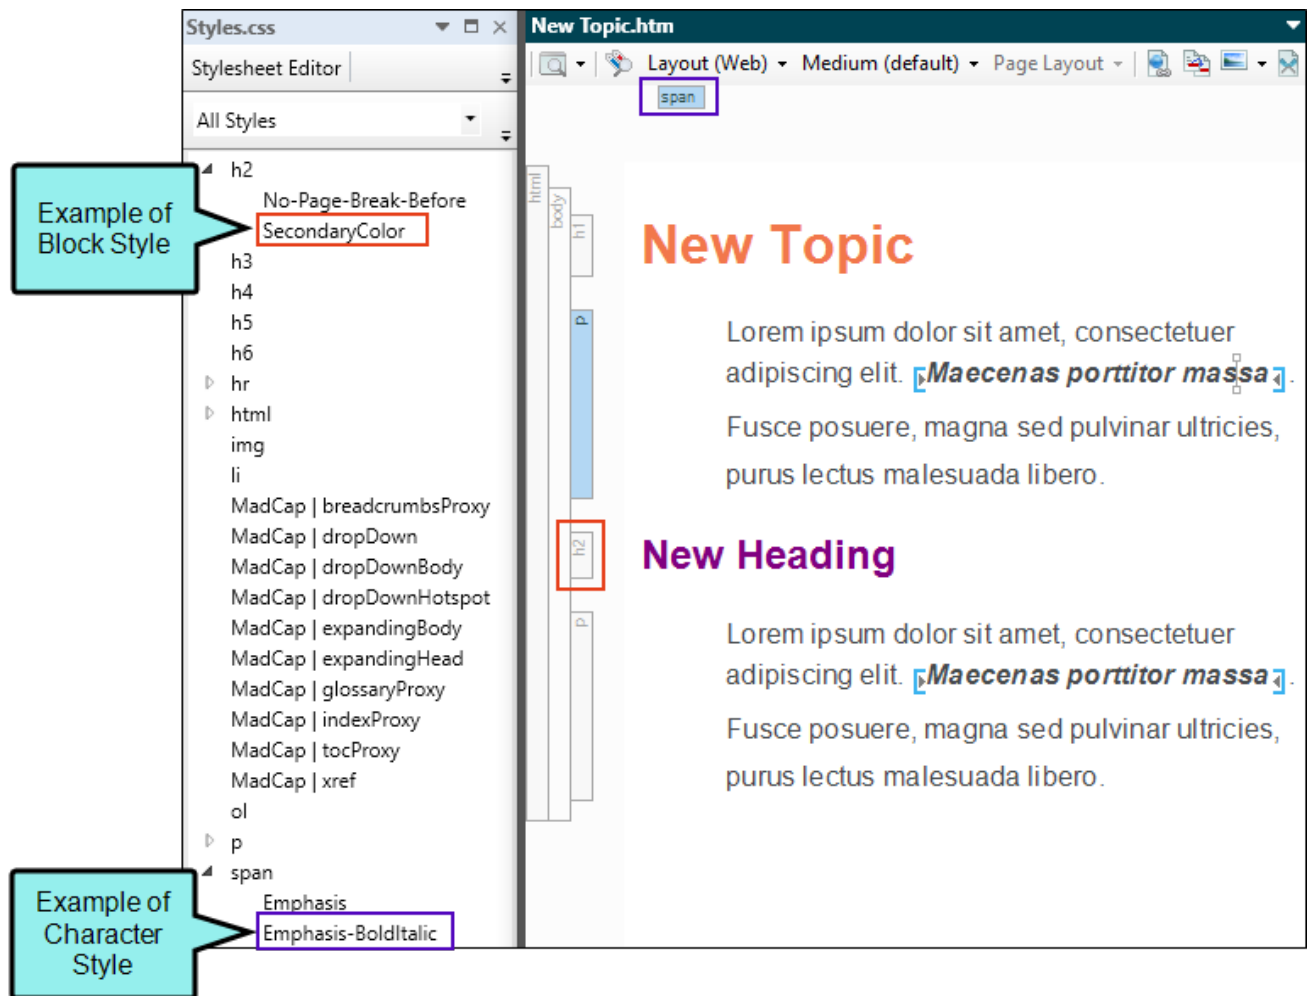 Styles.css
Stylesheet Editor
All Styles
h2
No-Page-Break-Before
SecondaryColor
h3
h4
h5
h6
hr
html
img
li
MadCap | breadcrumbsProxy
MadCap | dropDown
MadCap | dropDownBody
MadCap | dropDownHotspot
MadCap | expandingBody
MadCap | expandingHead
MadCap | glossaryProxy
MadCap | indexProxy
MadCap | tocProxy
MadCap | xref
ol
p
span
Emphasis
Emphasis-BoldItalic
Example of
Block Style
Example of
Character
Style
New Topic.htm
Layout (Web) Medium (default) Page Layout
span
html
body
h1
p
h2
p
New Topic
Lorem ipsum dolor sit amet, consectetuer
adipiscing elit. Maecenas porttitor massa.
Fusce posuere, magna sed pulvinar ultricies,
purus lectus malesuada libero.
New Heading
Lorem ipsum dolor sit amet, consectetuer
adipiscing elit. Maecenas porttitor massa.
Fusce posuere, magna sed pulvinar ultricies,
purus lectus malesuada libero.